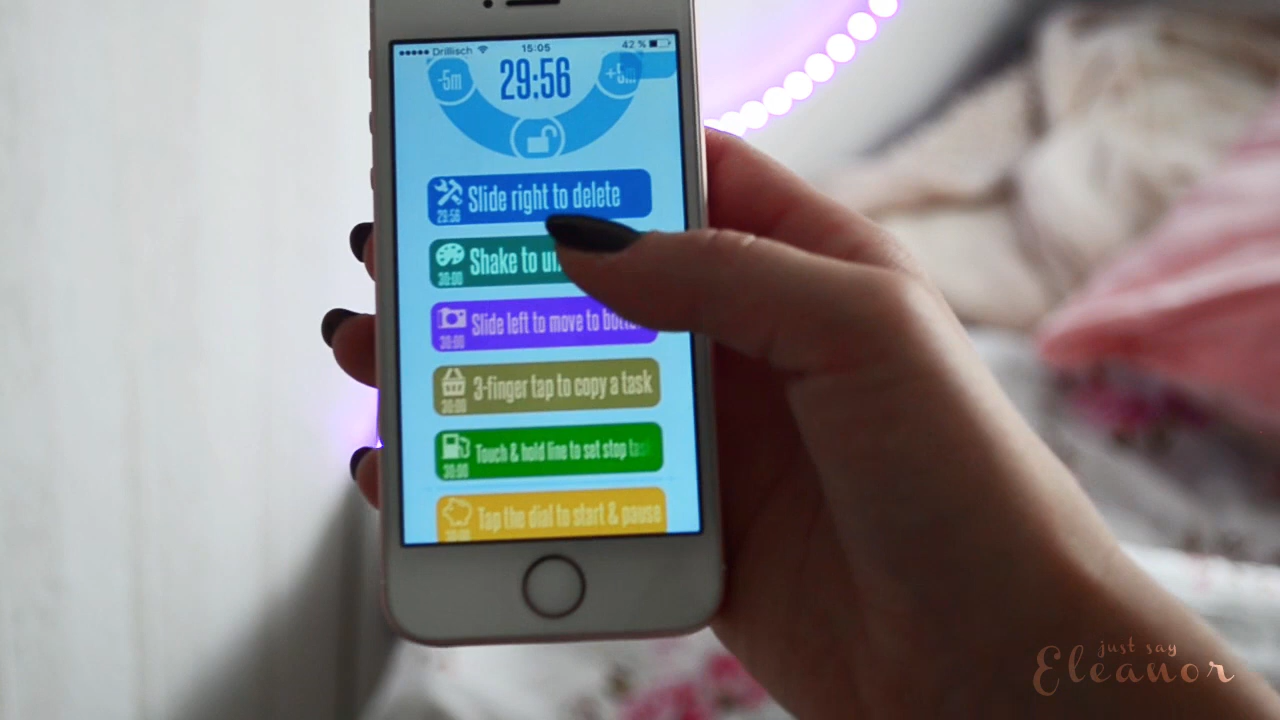 Drillisch 15:05 42 %
-5m 29:56
Slide right to delete
29:56
Shake to
30:00
Slide left to move to
30:00
3-finger tap to copy a task
30:00
Touch & hold line to set stop
30:00
Tap the dial to start & pause
just say
Eleanor